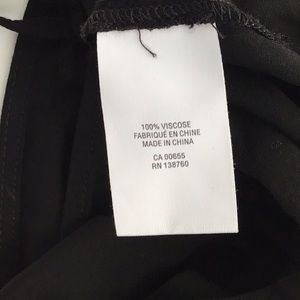 100% VISCOSE
FABRIQUÉ EN CHINE
MADE IN CHINA
CA 00655
RN 138760